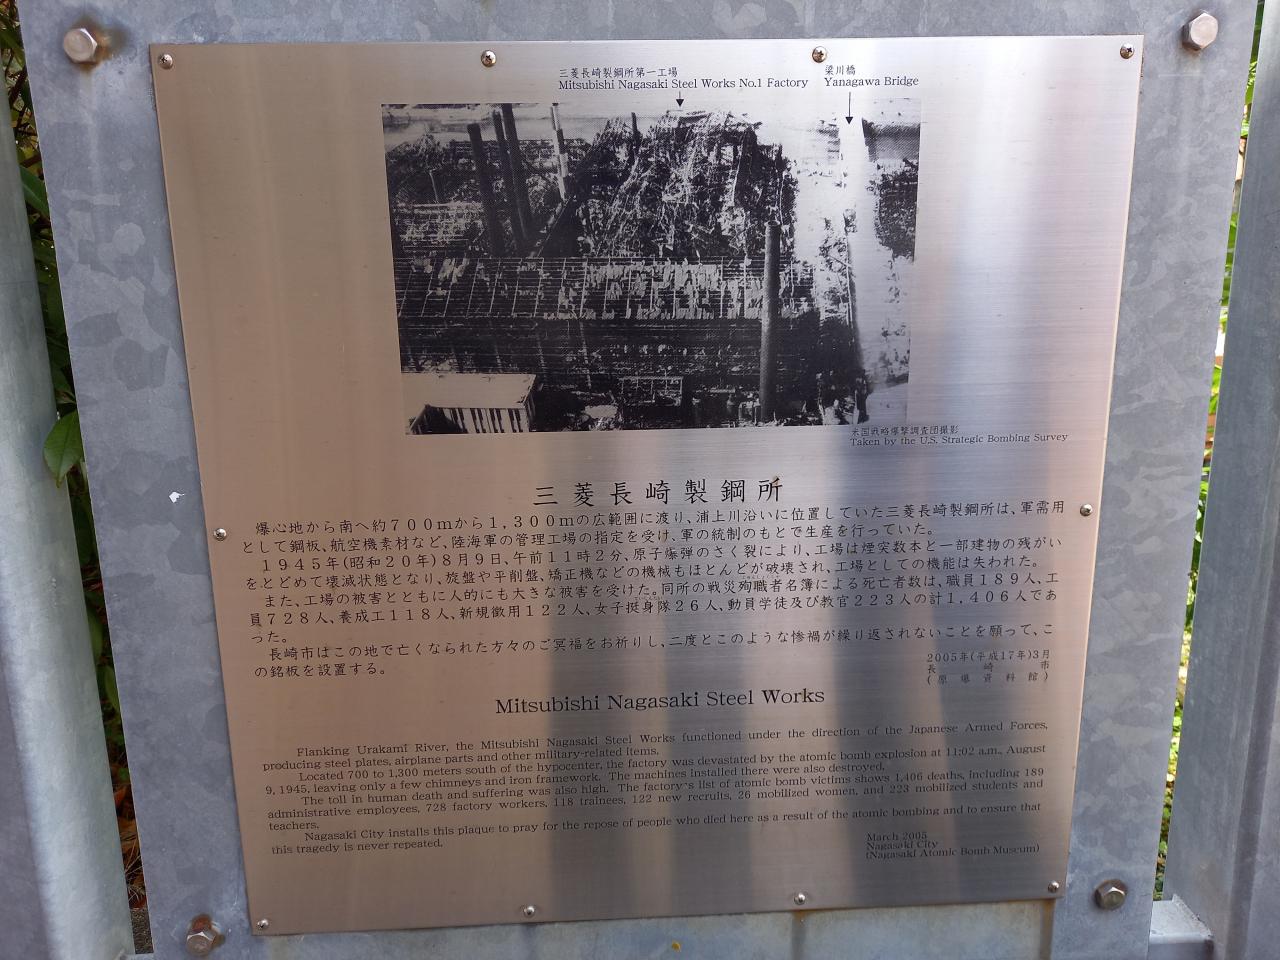 三菱長崎製鋼所第一工場
Mitsubishi Nagasaki Steel Works No.1 Factory
梁川橋
Yanagawa Bridge
米国戦略爆撃調査団撮影
Taken by the U.S. Strategic Bombing Survey
三菱長崎製鋼所
爆心地から南へ約700mから1,300mの広範囲に渡り、浦上川沿いに位置していた三菱長崎製鋼所は、軍需用
として鋼板、航空機素材など、陸海軍の管理工場の指定を受け、軍の統制のもとで生産を行っていた。
1945年(昭和20年)8月9日、午前11時2分、原子爆弾のさく裂により、工場は煙突数本と一部建物の残がい
をとどめて壊滅状態となり、旋盤や平削盤、矯正機などの機械もほとんどが破壊され、工場としての機能は失われた。
また、工場の被害とともに人的にも大きな被害を受けた。同所の戦災殉職者名簿による死亡者数は、職員189人、工
員728人、養成工118人、新規徴用122人、女子挺身隊26人、動員学徒及び教官223人の計1,406人であ
った。
長崎市はこの地で亡くなられた方々のご冥福をお祈りし、二度とこのような惨禍が繰り返されないことを願って、こ
の銘板を設置する。
2005年(平成17年)3月
長崎市
(原爆資料館)
Mitsubishi Nagasaki Steel Works
Flanking Urakami River, the Mitsubishi Nagasaki Steel Works functioned under the direction of the Japanese Armed Forces,
producing steel plates, airplane parts and other military-related items.
Located 700 to 1,300 meters south of the hypocenter, the factory was devastated by the atomic bomb explosion at 11:02 a.m., August
9, 1945, leaving only a few chimneys and iron framework. The machines installed there were also destroyed.
The toll in human death and suffering was also high. The factory's list of atomic bomb victims shows 1,406 deaths, including 189
administrative employees, 728 factory workers, 118 trainees, 122 new recruits, 26 mobilized women, and 223 mobilized students and
teachers.
Nagasaki City installs this plaque to pray for the repose of people who died here as a result of the atomic bombing and to ensure that
this tragedy is never repeated.
March 2005
Nagasaki City
(Nagasaki Atomic Bomb Museum)